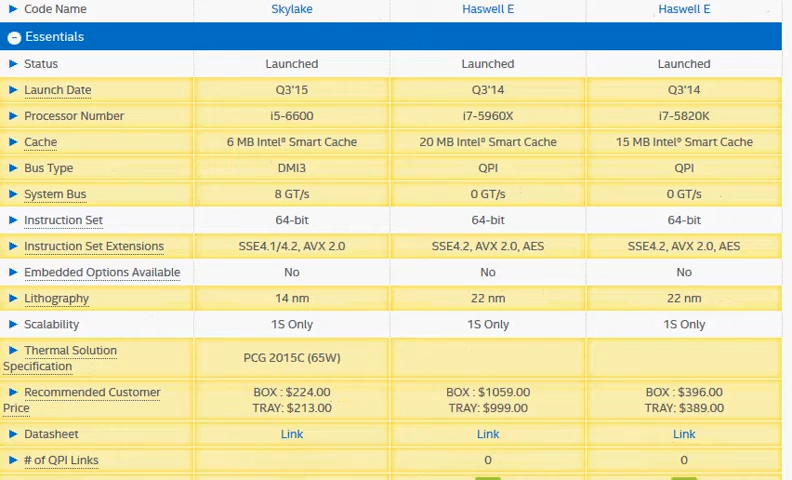 Code Name Skylake Haswell E Haswell E
Essentials
Status Launched Launched Launched
Launch Date Q3'15 Q3'14 Q3'14
Processor Number i5-6600 i7-5960X i7-5820K
Cache 6 MB Intel® Smart Cache 20 MB Intel® Smart Cache 15 MB Intel® Smart Cache
Bus Type DMI3 QPI QPI
System Bus 8 GT/s 0 GT/s 0 GT/s
Instruction Set 64-bit 64-bit 64-bit
Instruction Set Extensions SSE4.1/4.2, AVX 2.0 SSE4.2, AVX 2.0, AES SSE4.2, AVX 2.0, AES
Embedded Options Available No No No
Lithography 14 nm 22 nm 22 nm
Scalability 1S Only 1S Only 1S Only
Thermal Solution
Specification PCG 2015C (65W)
Recommended Customer BOX : $224.00 BOX : $1059.00 BOX : $396.00
Price TRAY: $213.00 TRAY: $999.00 TRAY: $389.00
Datasheet Link Link Link
# of QPI Links 0 0